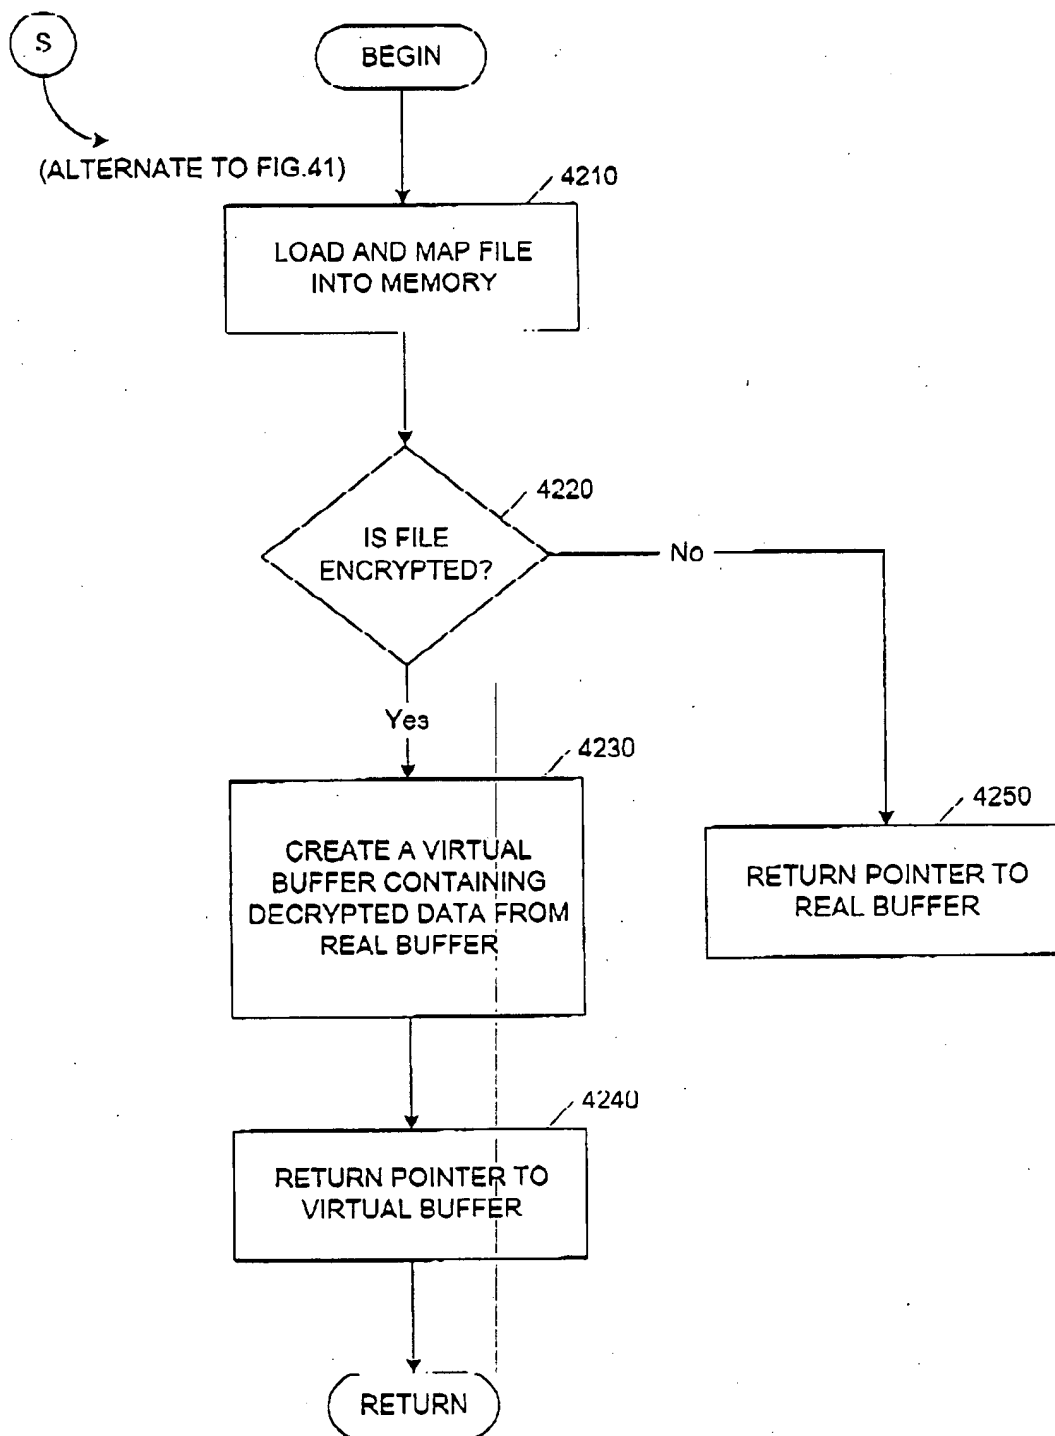 S
BEGIN
(ALTERNATE TO FIG.41)
4210
LOAD AND MAP FILE
INTO MEMORY
4220
IS FILE
ENCRYPTED?
No
Yes
4230
CREATE A VIRTUAL
BUFFER CONTAINING
DECRYPTED DATA FROM
REAL BUFFER
4250
RETURN POINTER TO
REAL BUFFER
4240
RETURN POINTER TO
VIRTUAL BUFFER
RETURN